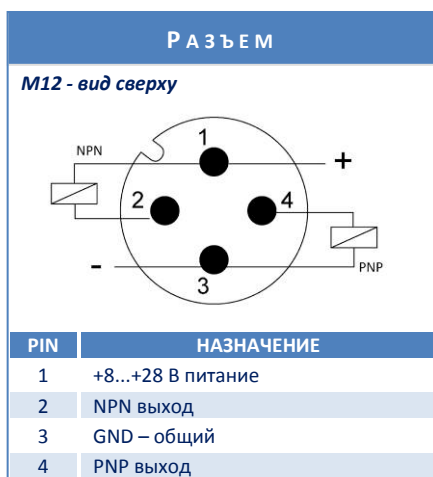 РАЗЪЕМ
M12 - вид сверху
1
NPN
+
2
4
-
3
PNP
PIN НАЗНАЧЕНИЕ
1 +8...+28 В питание
2 NPN выход
3 GND – общий
4 PNP выход